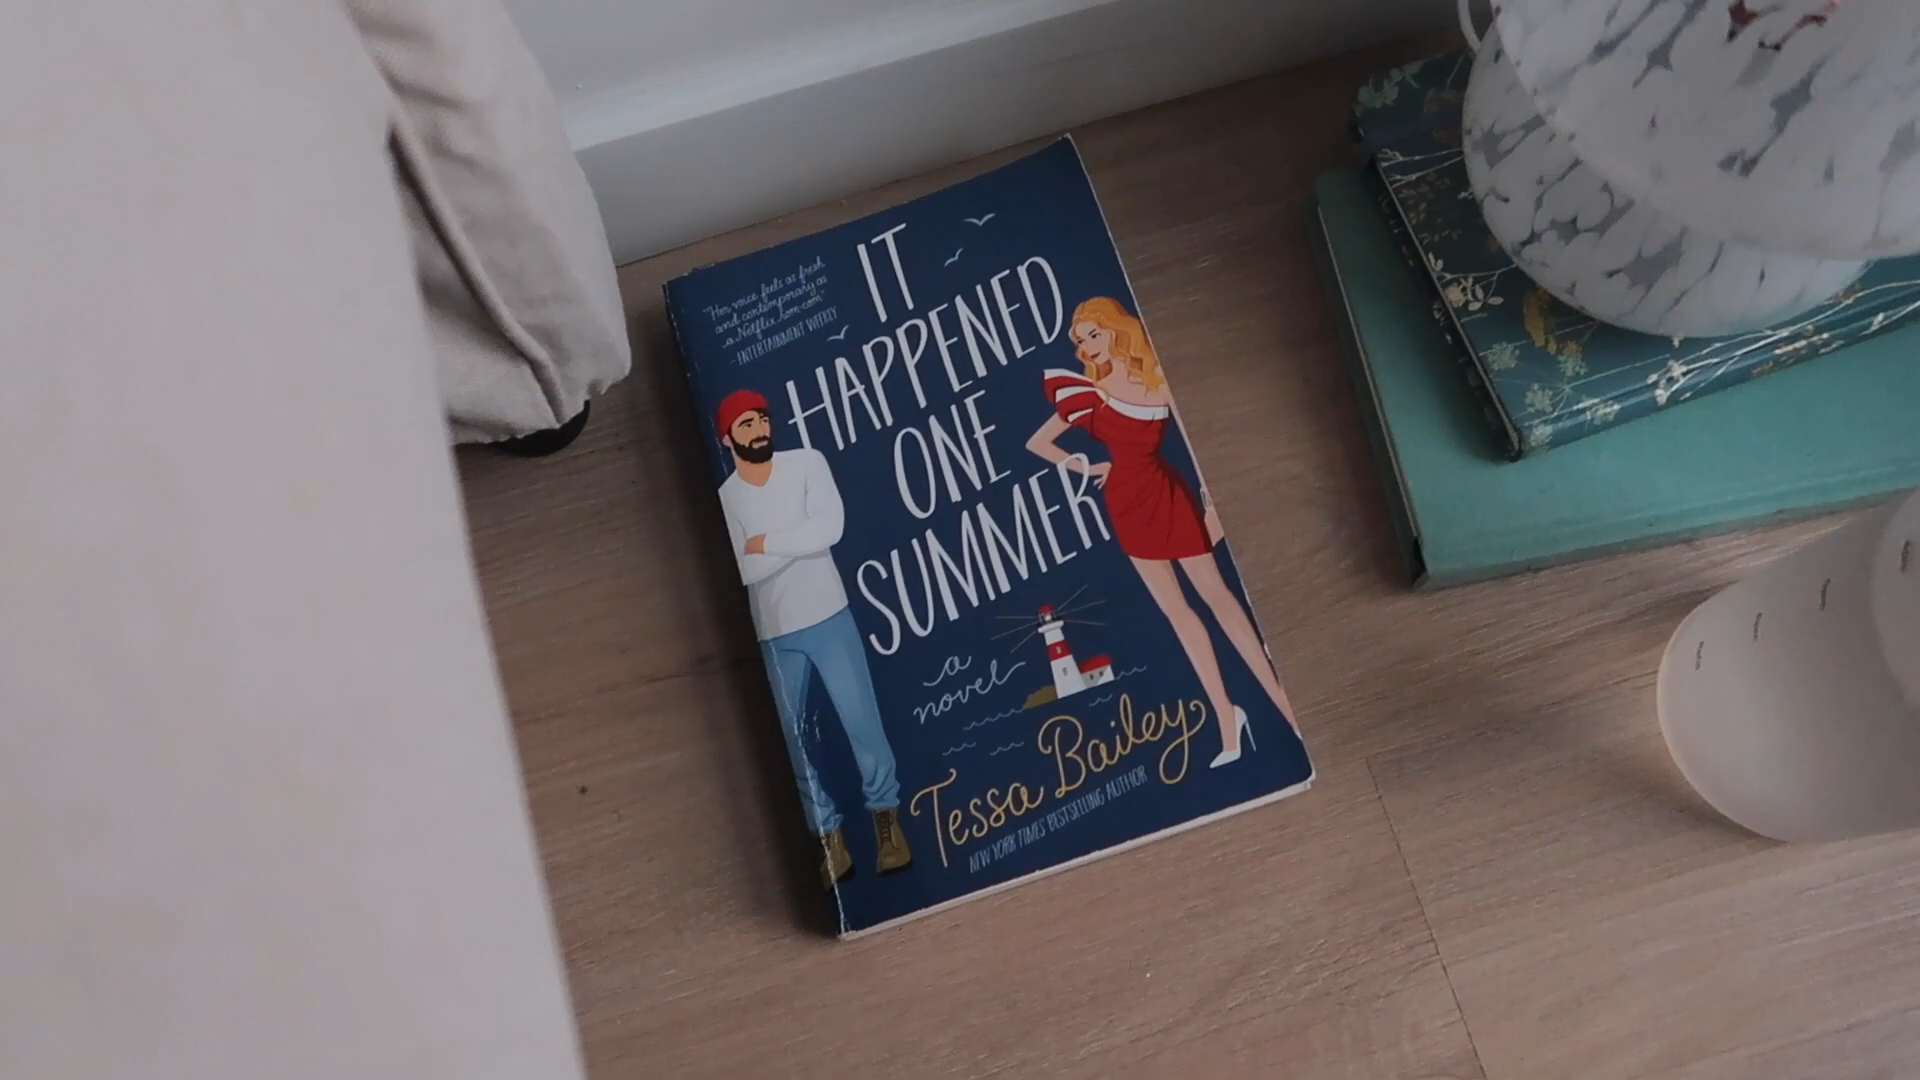 "Her voice feels as fresh
and contemporary as
a Netflix rom-com"
-ENTERTAINMENT WEEKLY
IT
HAPPENED
ONE
SUMMER
a
novel
Tessa Bailey
NEW YORK TIMES BESTSELLING AUTHOR